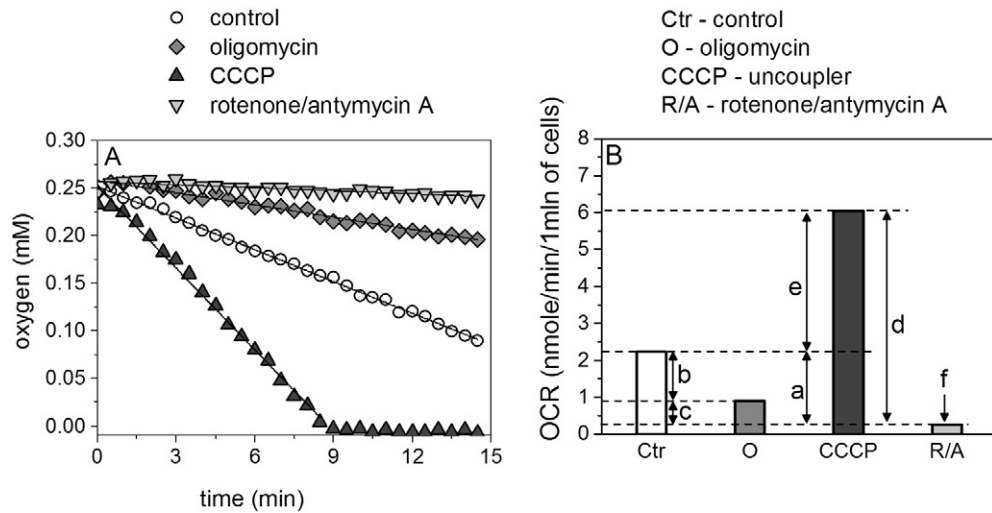 control
oligomycin
CCCP
rotenone/antymycin A
A
oxygen (mM)
0.30
0.25
0.20
0.15
0.10
0.05
0.00
0 3 6 9 12 15
time (min)
Ctr - control
O - oligomycin
CCCP - uncoupler
R/A - rotenone/antymycin A
B
OCR (nmole/min/1mln of cells)
8
7
6
5
4
3
2
1
0
e
d
b
a
c
f
Ctr O CCCP R/A